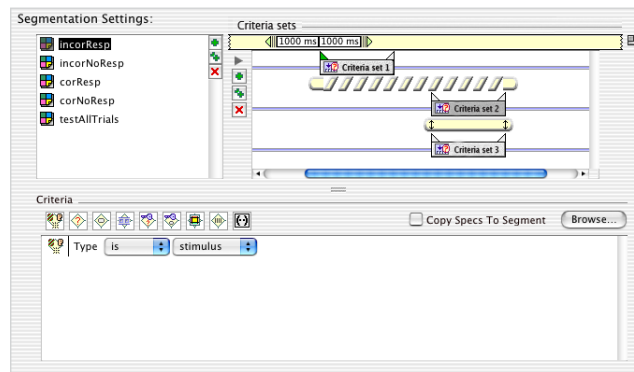 Segmentation Settings:
Criteria sets
1000 ms 1000 ms
incorResp
incorNoResp
corResp
corNoResp
testAllTrials
Criteria set 1
Criteria set 2
Criteria set 3
Criteria
Copy Specs To Segment Browse...
Type is stimulus